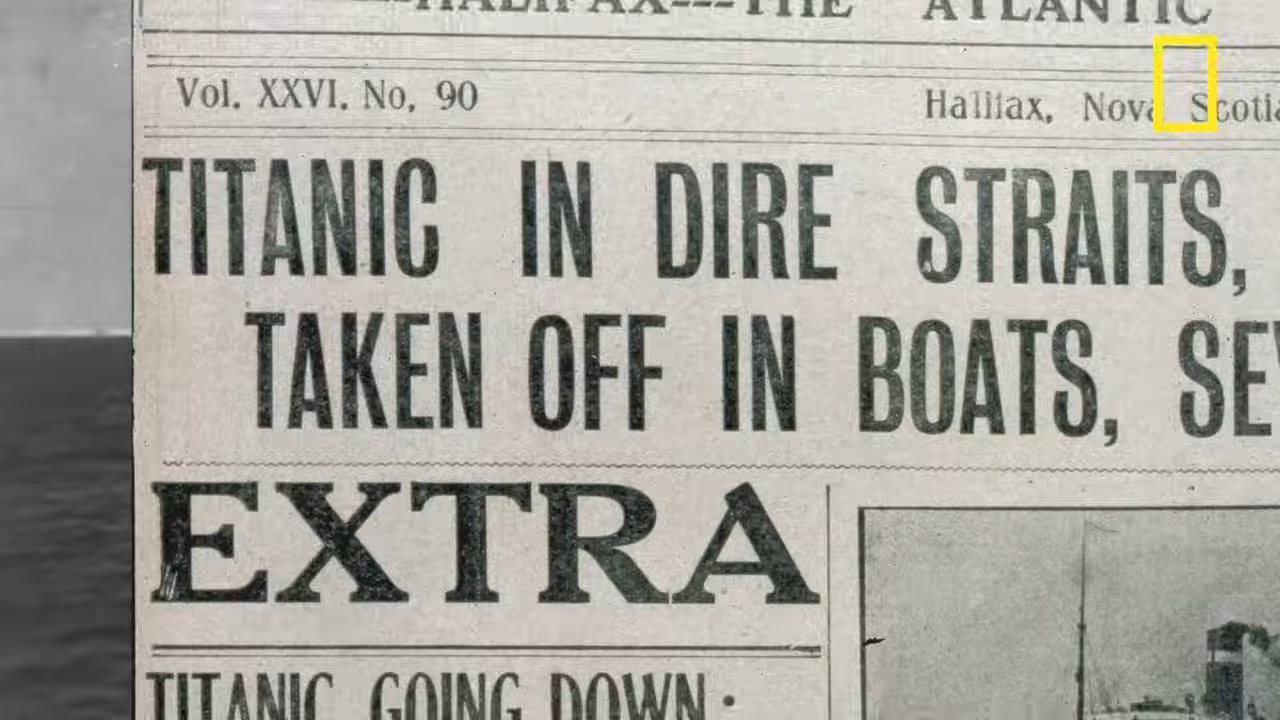 HALIFAX---THE ATLANTIC
Vol. XXVI. No. 90
Halifax, Nova Scotia
TITANIC IN DIRE STRAITS,
TAKEN OFF IN BOATS,
EXTRA
TITANIC GOING DOWN;